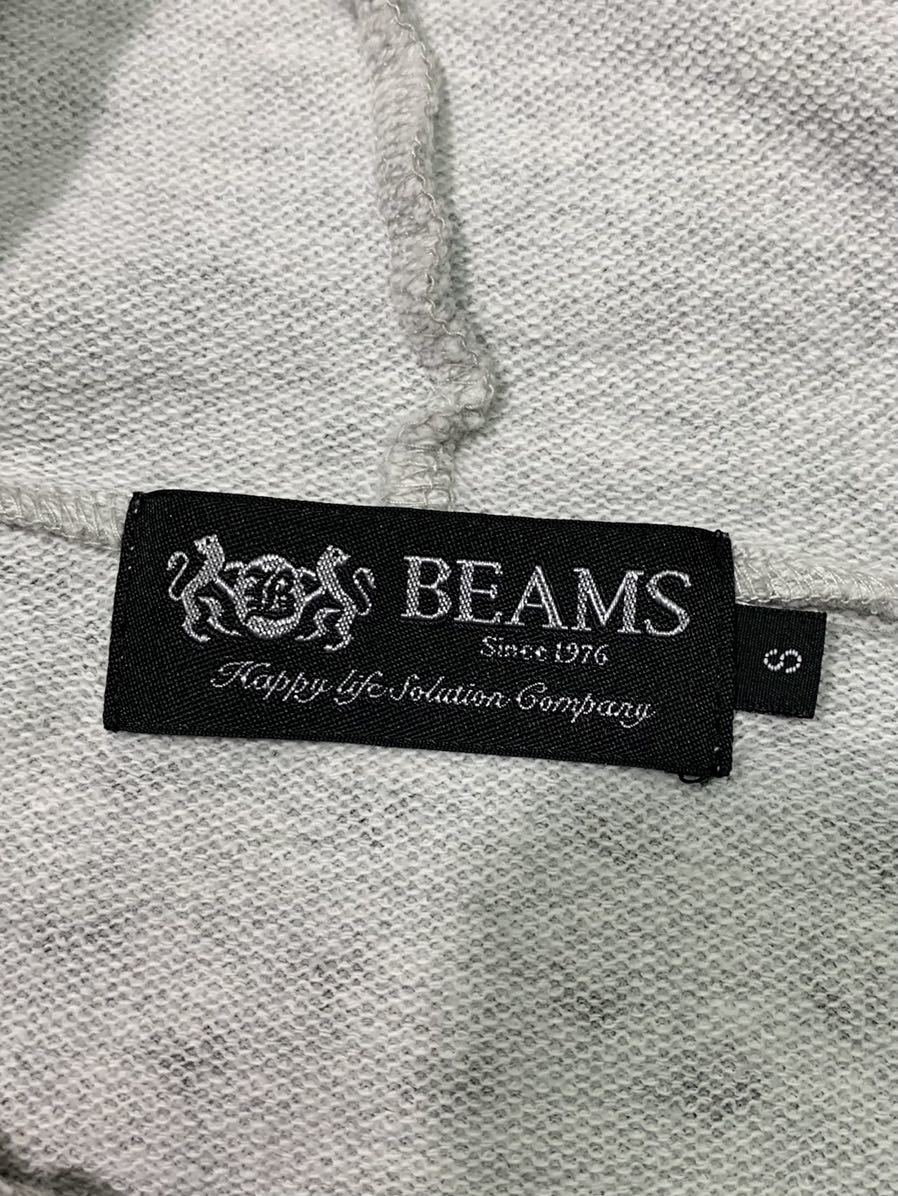 B
BEAMS
Since 1976
Happy life Solution Company
S